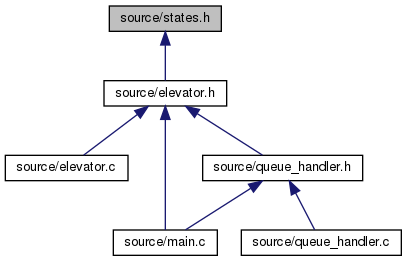 source/states.h
source/elevator.h
source/elevator.c
source/queue_handler.h
source/main.c
source/queue_handler.c